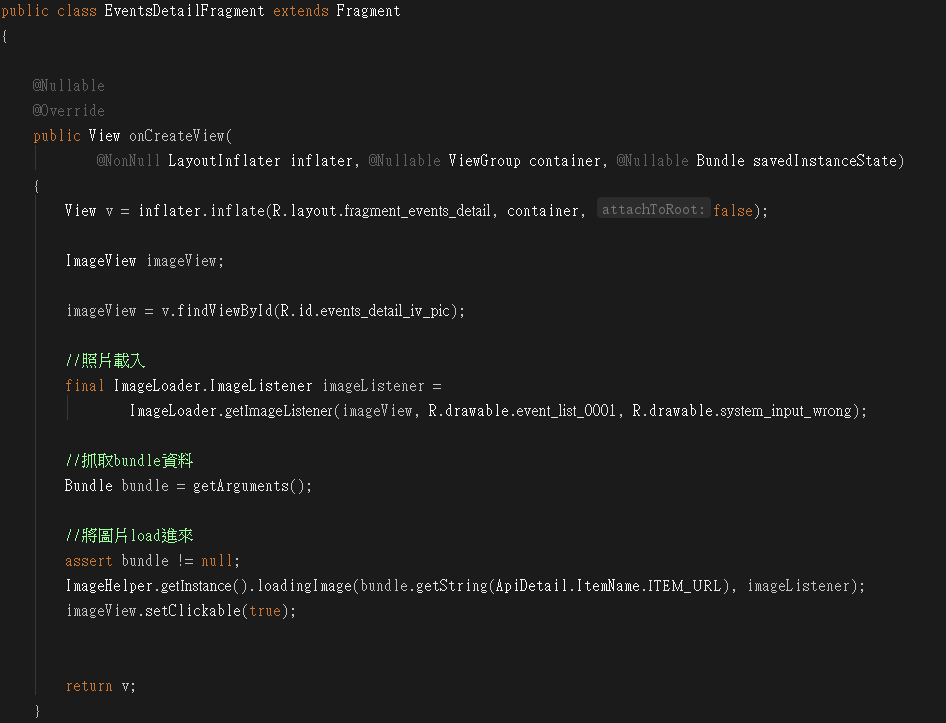 public class EventsDetailFragment extends Fragment
{
@Nullable
@Override
public View onCreateView(
@NonNull LayoutInflater inflater, @Nullable ViewGroup container, @Nullable Bundle savedInstanceState)
{
View v = inflater.inflate(R.layout.fragment_events_detail, container, attachToRoot: false);
ImageView imageView;
imageView = v.findViewById(R.id.events_detail_iv_pic);
//照片載入
final ImageLoader.ImageListener imageListener =
ImageLoader.getImageListener(imageView, R.drawable.event_list_0001, R.drawable.system_input_wrong);
//抓取bundle資料
Bundle bundle = getArguments();
//將圖片load進來
assert bundle != null;
ImageHelper.getInstance().loadingImage(bundle.getString(ApiDetail.ItemName.ITEM_URL), imageListener);
imageView.setClickable(true);
return v;
}